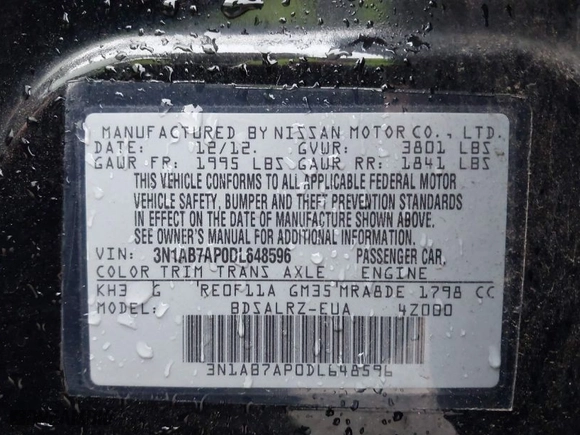 MANUFACTURED BY NISSAN MOTOR CO., LTD.
DATE: 12/12. GVWR: 3801 LBS
GAWR FR: 1995 LBS GAWR RR: 1841 LBS
THIS VEHICLE CONFORMS TO ALL APPLICABLE FEDERAL MOTOR
VEHICLE SAFETY, BUMPER AND THEFT PREVENTION STANDARDS
IN EFFECT ON THE DATE OF MANUFACTURE SHOWN ABOVE.
SEE OWNER'S MANUAL FOR ADDITIONAL INFORMATION
VIN: 3N1AB7AP0DL648596 PASSENGER CAR.
COLOR TRIM TRANS AXLE ENGINE
KH3 G RE0F11A GM35 MRA8DE 1798 CC
MODEL: BDSALRZ-EUA 4Z0B0
3N1AB7AP0DL648596